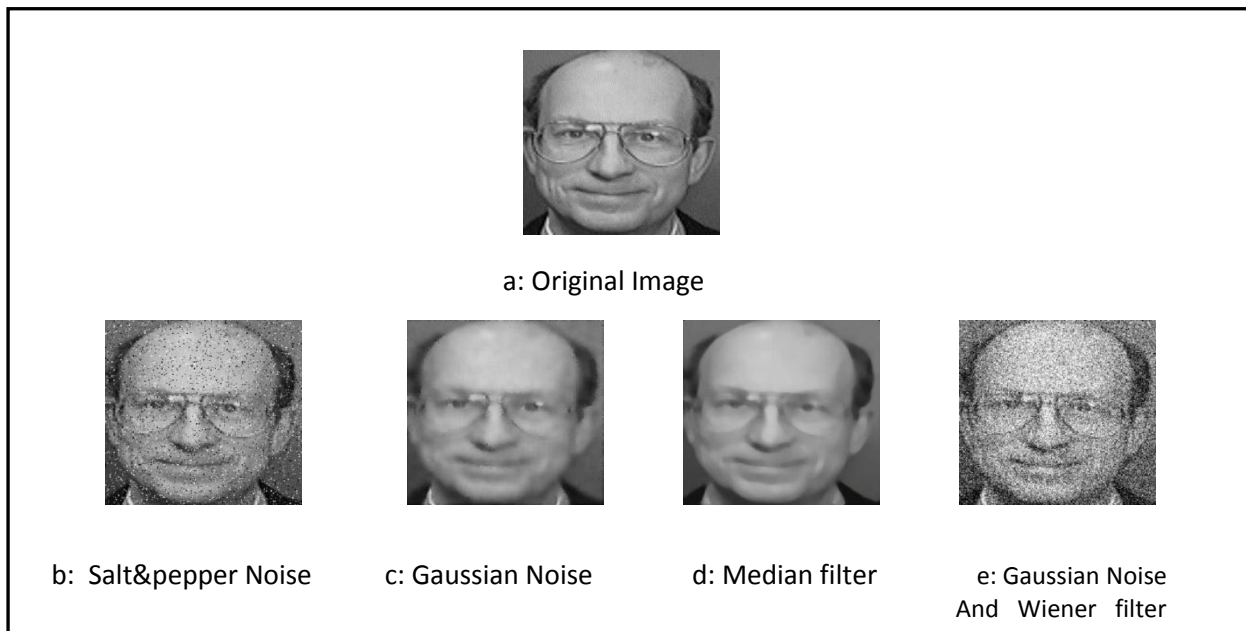 a: Original Image
b: Salt&pepper Noise
c: Gaussian Noise
d: Median filter
e: Gaussian Noise
And Wiener filter